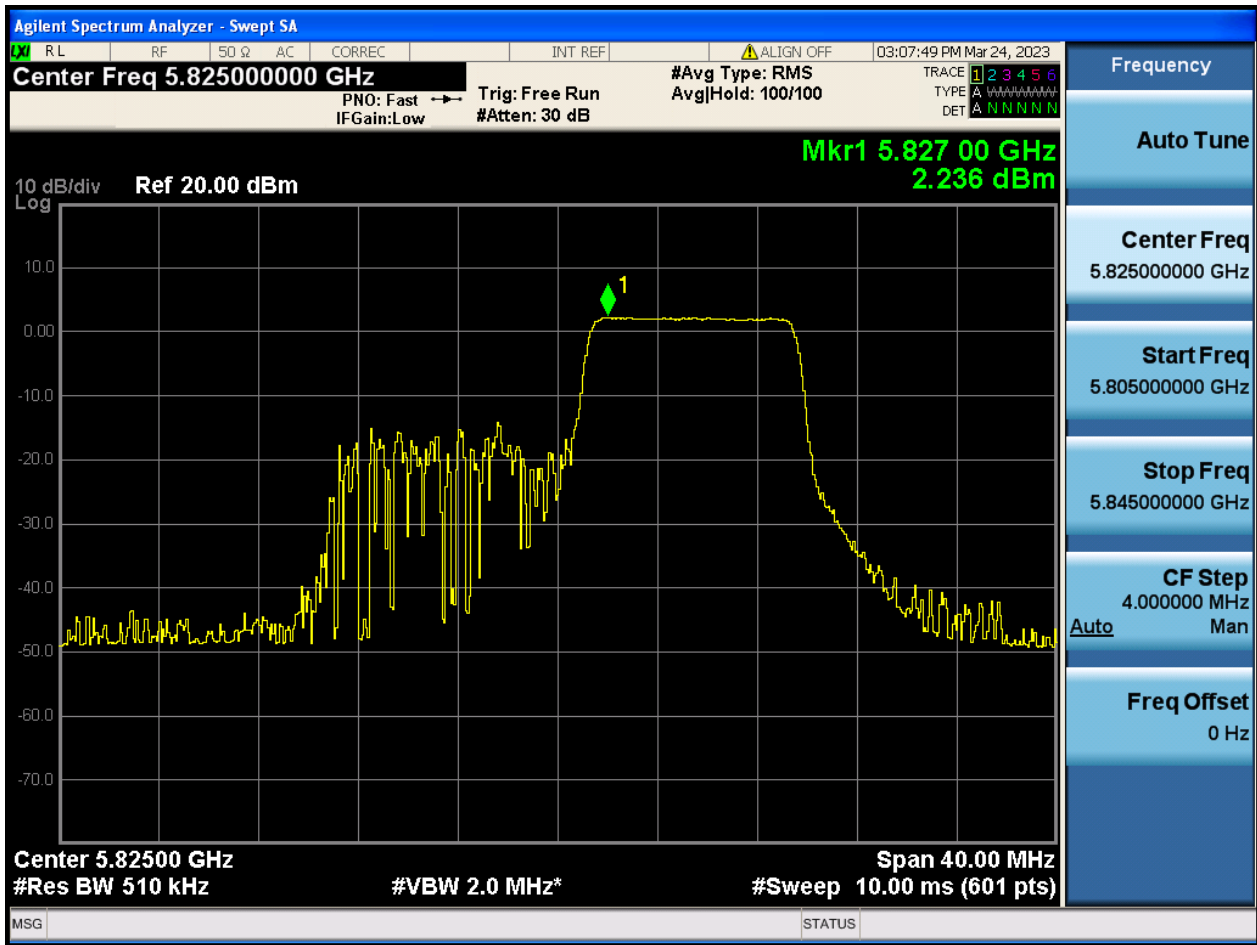 Agilent Spectrum Analyzer - Swept SA
LXI RL RF 50 Ω AC CORREC INT REF ALIGN OFF 03:07:49 PM Mar 24, 2023
Center Freq 5.825000000 GHz
PNO: Fast
IFGain:Low
Trig: Free Run
#Atten: 30 dB
#Avg Type: RMS
Avg|Hold: 100/100
TRACE 1 2 3 4 5 6
TYPE A WWWWW
DET A N N N N N
Mkr1 5.827 00 GHz
2.236 dBm
10 dB/div Ref 20.00 dBm
Log
1
10.0
0.00
-10.0
-20.0
-30.0
-40.0
-50.0
-60.0
-70.0
Center 5.82500 GHz Span 40.00 MHz
#Res BW 510 kHz #VBW 2.0 MHz* #Sweep 10.00 ms (601 pts)
MSG STATUS
Frequency
Auto Tune
Center Freq
5.825000000 GHz
Start Freq
5.805000000 GHz
Stop Freq
5.845000000 GHz
CF Step
4.000000 MHz
Auto Man
Freq Offset
0 Hz